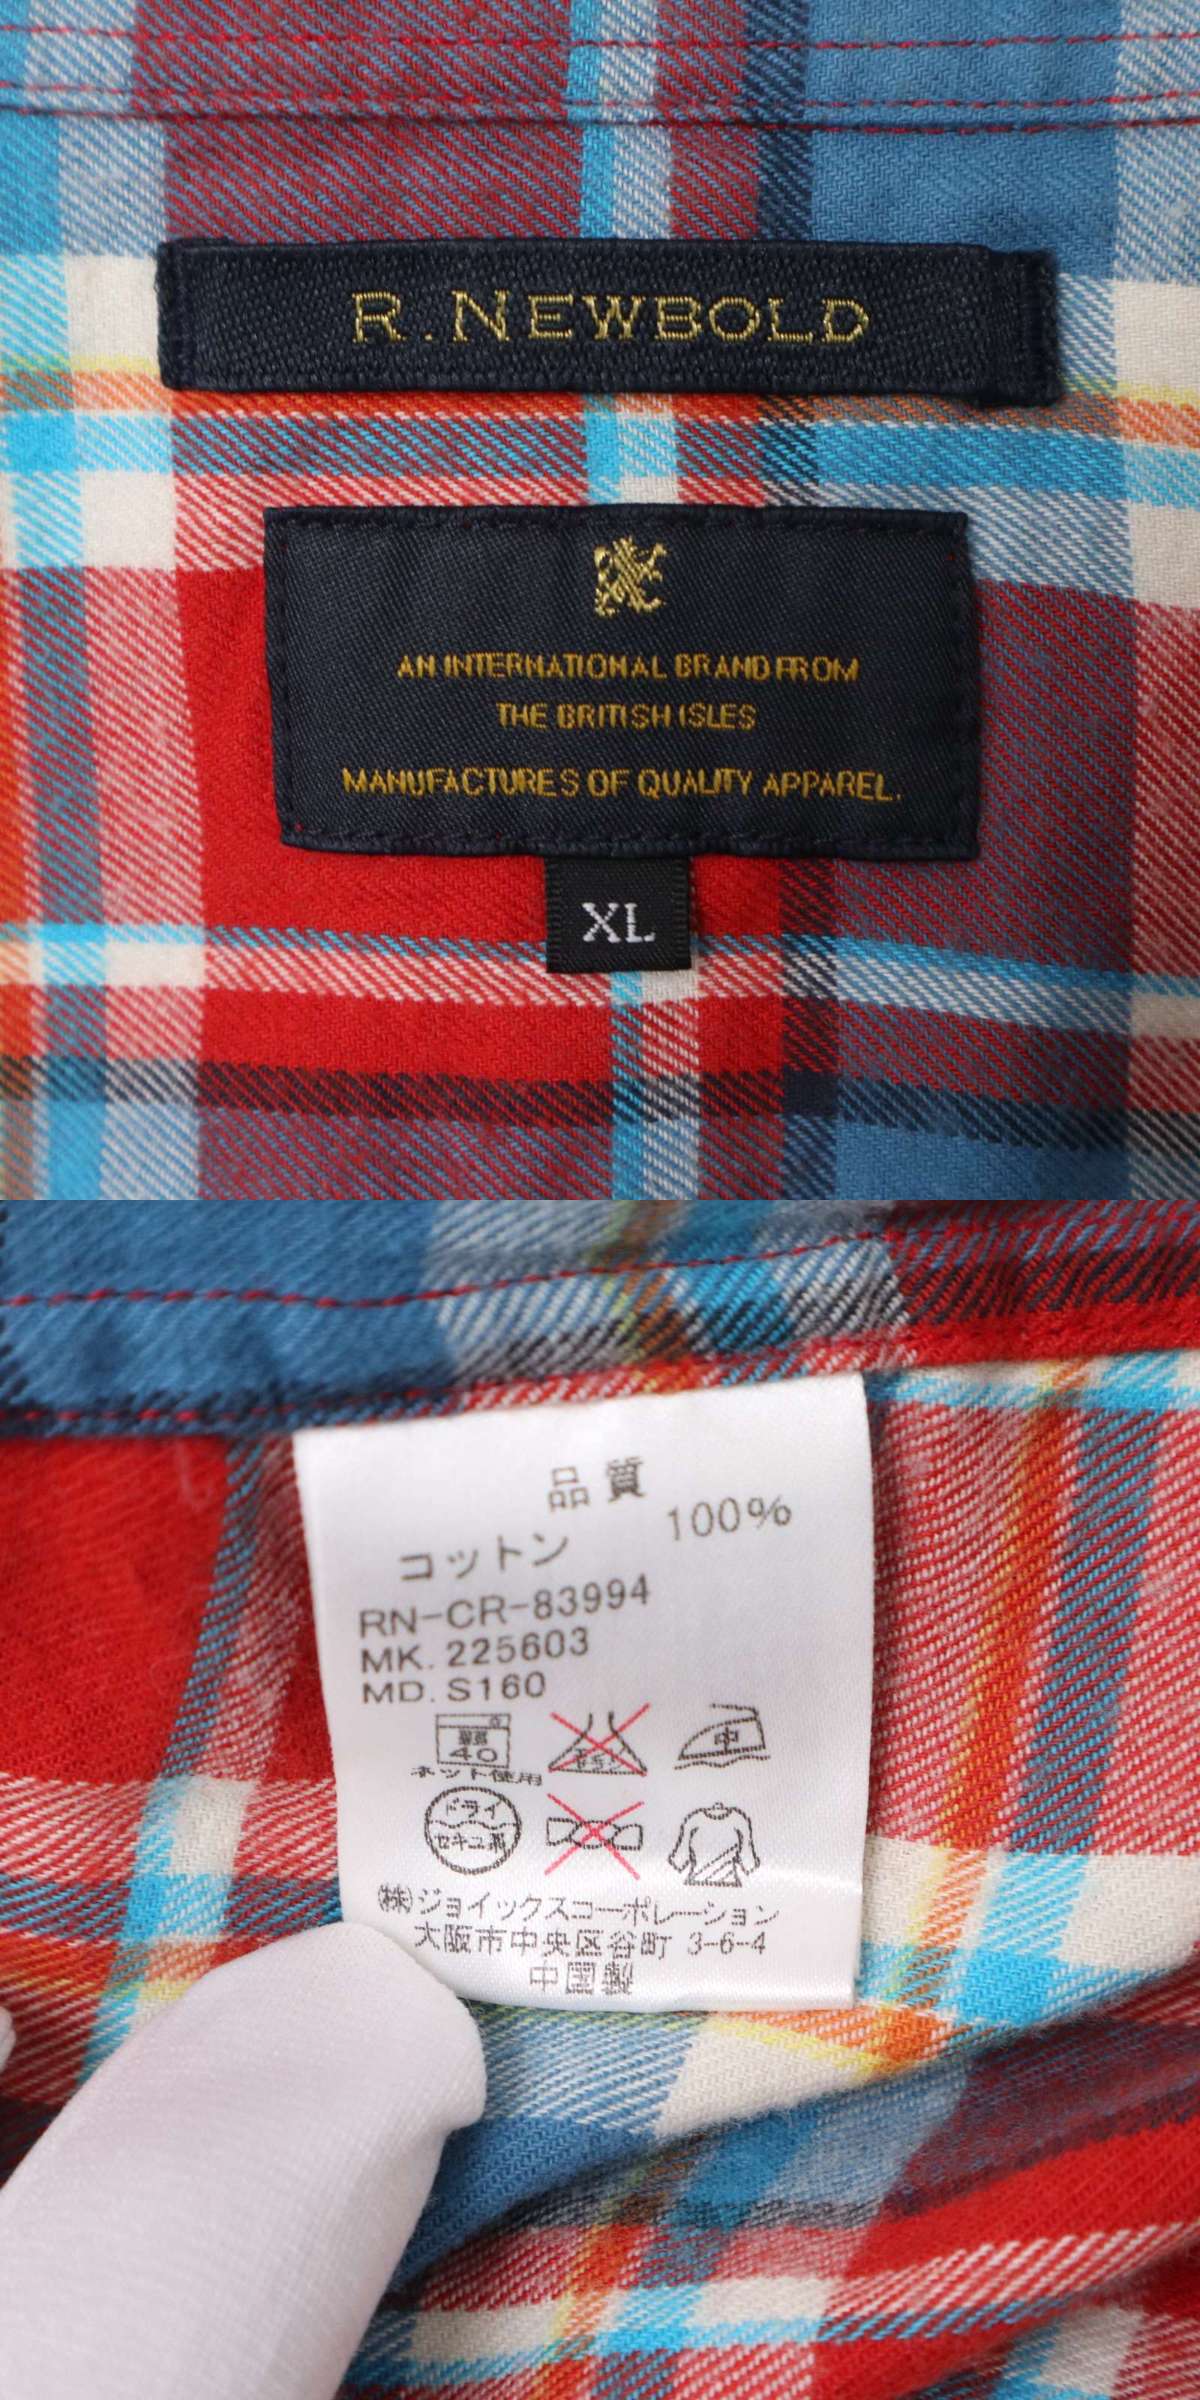 R. NEWBOLD
AN INTERNATIONAL BRAND FROM
THE BRITISH ISLES
MANUFACTURES OF QUALITY APPAREL.
XL
品質
コットン 100%
RN-CR-83994
MK. 225603
MD. S160
弱
40
中
ネット使用
ドライ
セキユ系
(株)ジョイックスコーポレーション
大阪市中央区谷町 3-6-4
中国製